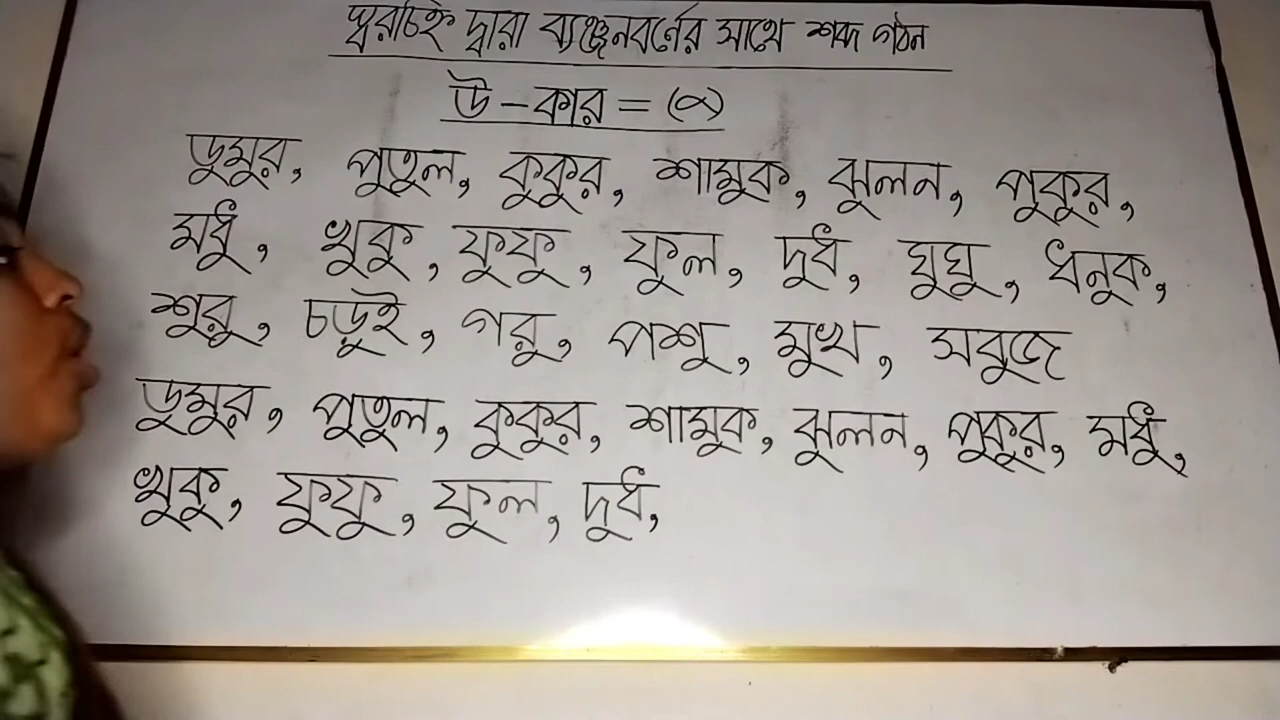 স্বরচিহ্ন দ্বারা ব্যঞ্জনবর্ণের সাথে শব্দ গঠন
উ - কার = (ু)
ডুমুর, পুতুল, কুকুর, শামুক, ঝুলন, পুকুর,
মধু, খুকু, ফুফু, ফুল, দুধ, ঘুঘু, ধনুক,
শুরু, চড়ুই, গরু, পশু, মুখ, সবুজ
ডুমুর, পুতুল, কুকুর, শামুক, ঝুলন, পুকুর, মধু,
খুকু, ফুফু, ফুল, দুধ,